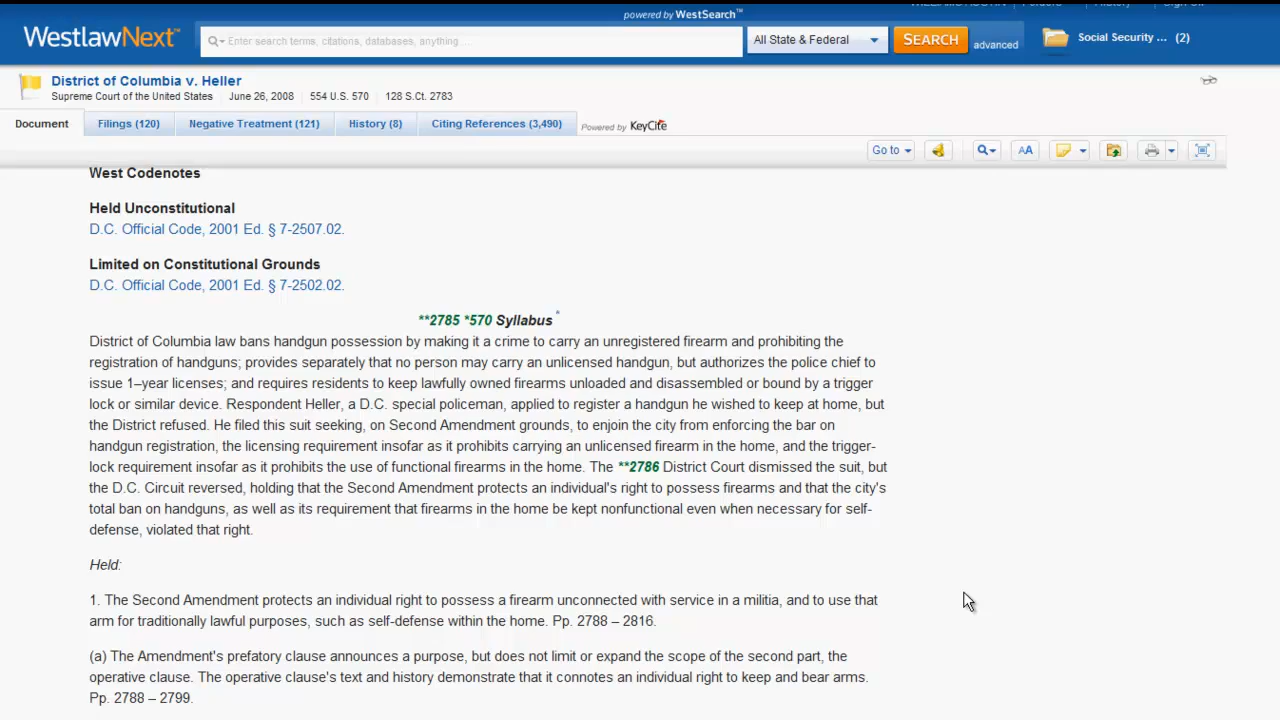 powered by WestSearch™
WestlawNext™
Enter search terms, citations, databases, anything ...
All State & Federal
SEARCH
advanced
Social Security ... (2)
District of Columbia v. Heller
Supreme Court of the United States June 26, 2008 554 U.S. 570 128 S.Ct. 2783
Document Filings (120) Negative Treatment (121) History (8) Citing References (3,490) Powered by KeyCite
Go to
AA
West Codenotes
Held Unconstitutional
D.C. Official Code, 2001 Ed. § 7-2507.02.
Limited on Constitutional Grounds
D.C. Official Code, 2001 Ed. § 7-2502.02.
**2785 *570 Syllabus*
District of Columbia law bans handgun possession by making it a crime to carry an unregistered firearm and prohibiting the
registration of handguns; provides separately that no person may carry an unlicensed handgun, but authorizes the police chief to
issue 1–year licenses; and requires residents to keep lawfully owned firearms unloaded and disassembled or bound by a trigger
lock or similar device. Respondent Heller, a D.C. special policeman, applied to register a handgun he wished to keep at home, but
the District refused. He filed this suit seeking, on Second Amendment grounds, to enjoin the city from enforcing the bar on
handgun registration, the licensing requirement insofar as it prohibits carrying an unlicensed firearm in the home, and the trigger-
lock requirement insofar as it prohibits the use of functional firearms in the home. The **2786 District Court dismissed the suit, but
the D.C. Circuit reversed, holding that the Second Amendment protects an individual's right to possess firearms and that the city's
total ban on handguns, as well as its requirement that firearms in the home be kept nonfunctional even when necessary for self-
defense, violated that right.
Held:
1. The Second Amendment protects an individual right to possess a firearm unconnected with service in a militia, and to use that
arm for traditionally lawful purposes, such as self-defense within the home. Pp. 2788 – 2816.
(a) The Amendment's prefatory clause announces a purpose, but does not limit or expand the scope of the second part, the
operative clause. The operative clause's text and history demonstrate that it connotes an individual right to keep and bear arms.
Pp. 2788 – 2799.